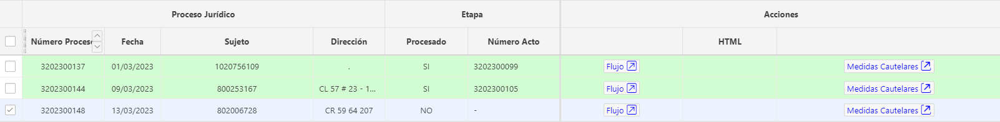 Proceso Jurídico Etapa Acciones
Número Proceso Fecha Sujeto Dirección Procesado Número Acto HTML
3202300137 01/03/2023 1020756109 . SI 3202300099 Flujo Medidas Cautelares
3202300144 09/03/2023 800253167 CL 57 # 23 - 1... SI 3202300105 Flujo Medidas Cautelares
3202300148 13/03/2023 802006728 CR 59 64 207 NO - Flujo Medidas Cautelares